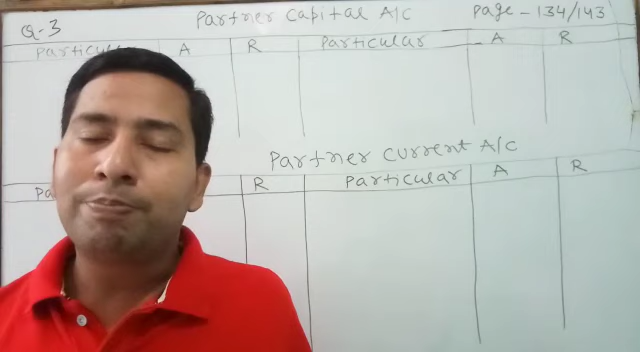 Q-3 Partner Capital A/C Page - 134/143
Particular A R Particular A R
Partner current A/C
R Particular A R